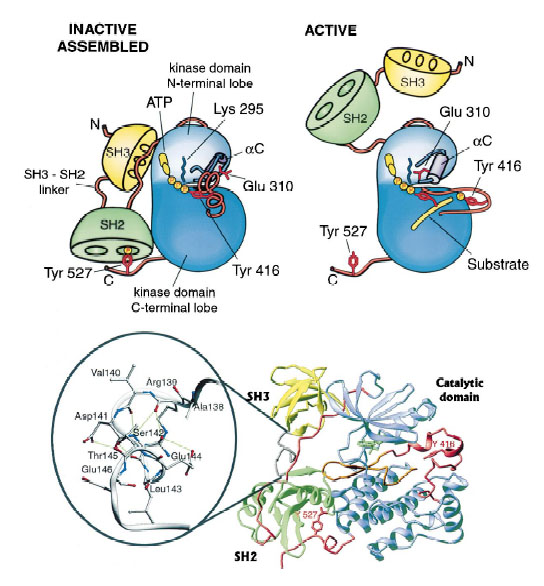 INACTIVE
ASSEMBLED
kinase domain
N-terminal lobe
ATP
Lys 295
N
SH3
αC
SH3 - SH2
linker
Glu 310
SH2
Tyr 527
C
Tyr 416
kinase domain
C-terminal lobe
ACTIVE
N
SH3
SH2
Glu 310
αC
Tyr 416
Tyr 527
C
Substrate
Val140
Arg139
Ala138
Asp141
Ser142
Thr145
Glu144
Glu146
Leu143
SH3
Catalytic
domain
Y 416
527
SH2